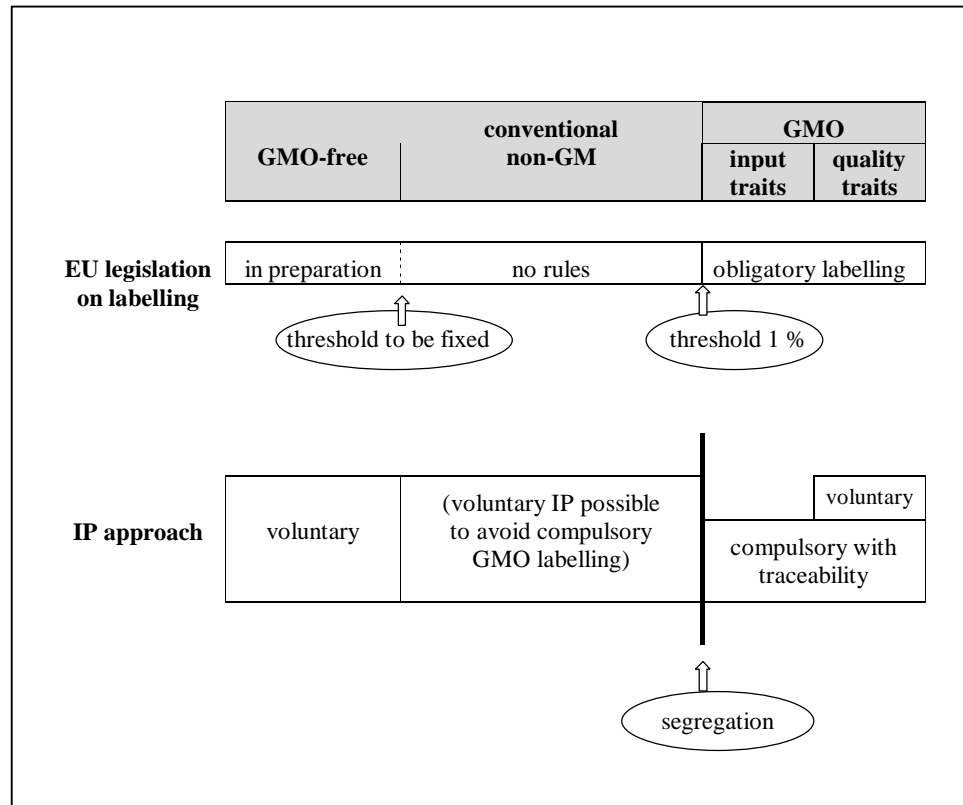 GMO-free
conventional
non-GM
GMO
input
traits
quality
traits
EU legislation
on labelling
in preparation
no rules
obligatory labelling
threshold to be fixed
threshold 1 %
IP approach
voluntary
(voluntary IP possible
to avoid compulsory
GMO labelling)
voluntary
compulsory with
traceability
segregation